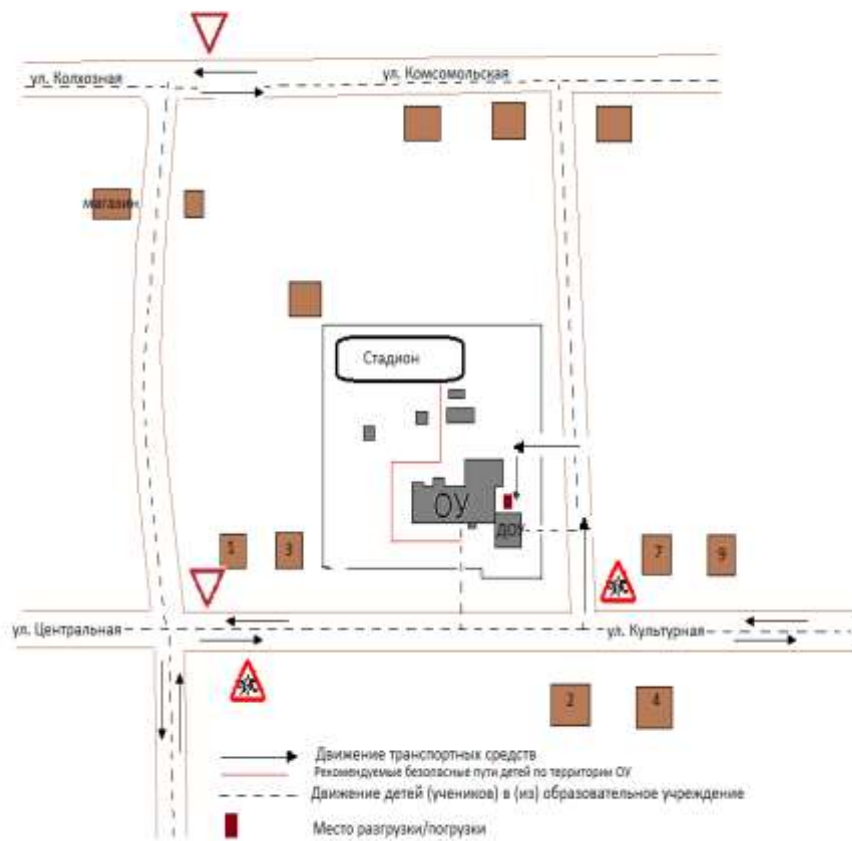 ул. Колхозная
ул. Комсомольская
магазин
Стадион
ОУ
ДОУ
1
3
7
9
ул. Центральная
ул. Культурная
2
4
Движение транспортных средств
Рекомендуемые безопасные пути детей по территории ОУ
Движение детей (учеников) в (из) образовательное учреждение
Место разгрузки/погрузки